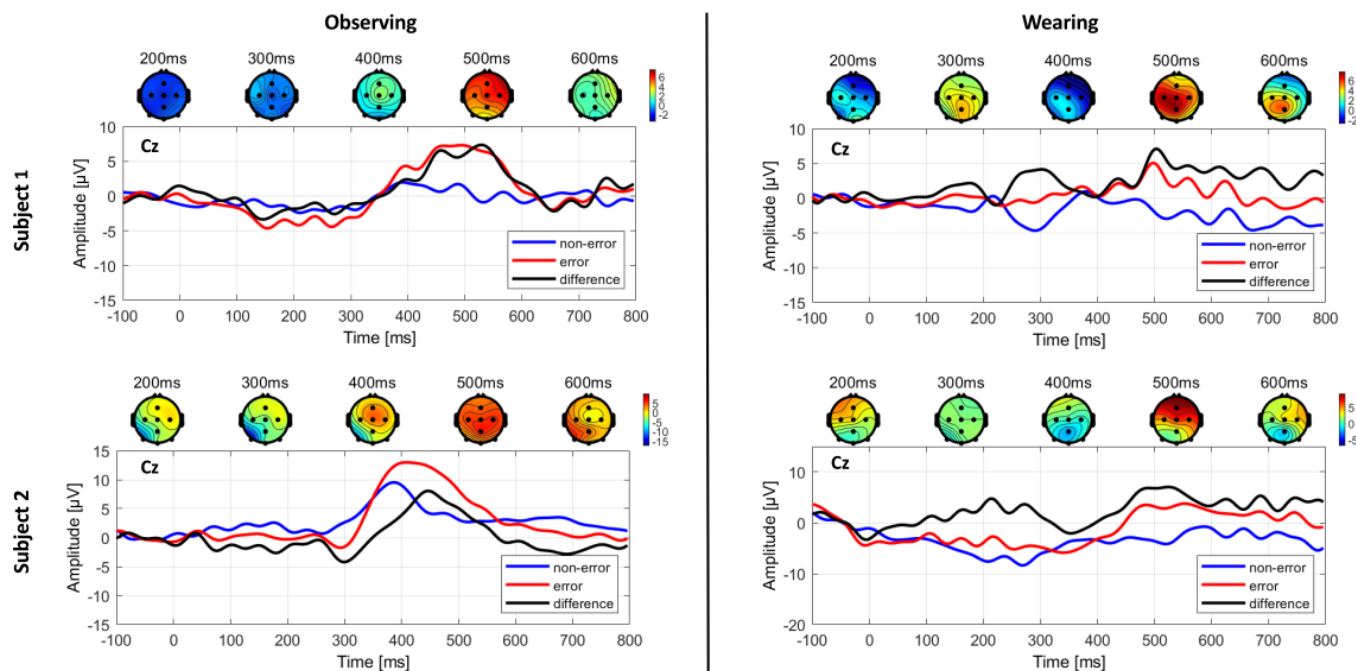 Observing
Wearing
Subject 1
200ms 300ms 400ms 500ms 600ms
6
4
2
0
-2
Cz
Amplitude [µV]
10
5
0
-5
-10
-15
non-error
error
difference
-100 0 100 200 300 400 500 600 700 800
Time [ms]
200ms 300ms 400ms 500ms 600ms
6
4
2
0
-2
Cz
Amplitude [µV]
10
5
0
-5
-10
-15
non-error
error
difference
-100 0 100 200 300 400 500 600 700 800
Time [ms]
Subject 2
200ms 300ms 400ms 500ms 600ms
5
0
-5
-10
-15
Cz
Amplitude [µV]
15
10
5
0
-5
-10
-15
non-error
error
difference
-100 0 100 200 300 400 500 600 700 800
Time [ms]
200ms 300ms 400ms 500ms 600ms
5
0
-5
Cz
Amplitude [µV]
10
0
-10
-20
non-error
error
difference
-100 0 100 200 300 400 500 600 700 800
Time [ms]